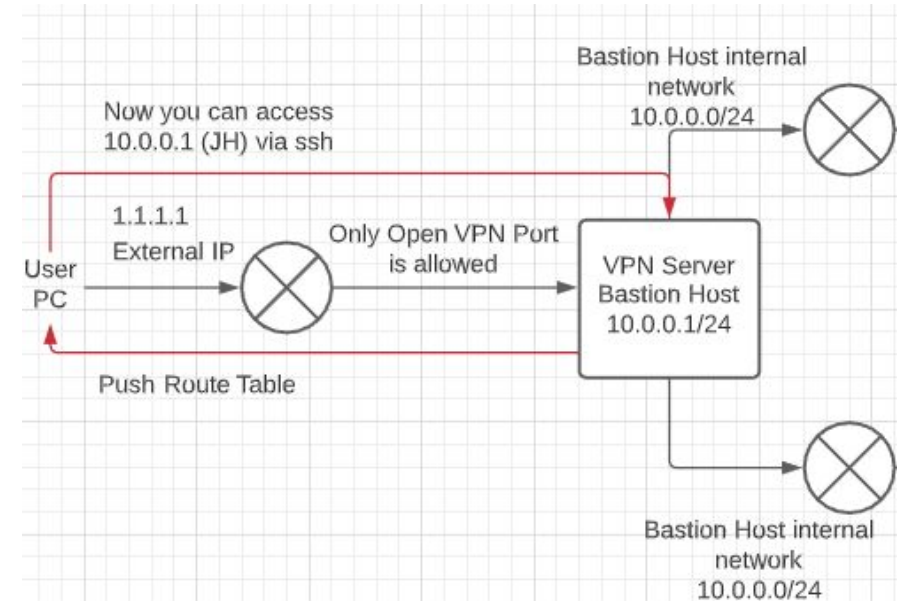 Bastion Host internal
network
10.0.0.0/24
Now you can access
10.0.0.1 (JH) via ssh
1.1.1.1
External IP
Only Open VPN Port
is allowed
User
PC
VPN Server
Bastion Host
10.0.0.1/24
Push Route Table
Bastion Host internal
network
10.0.0.0/24